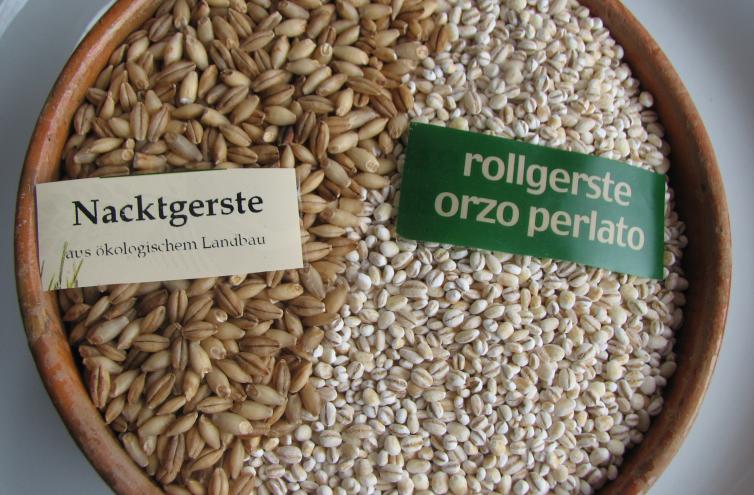 Nacktgerste
aus ökologischem Landbau
rollgerste
orzo perlato